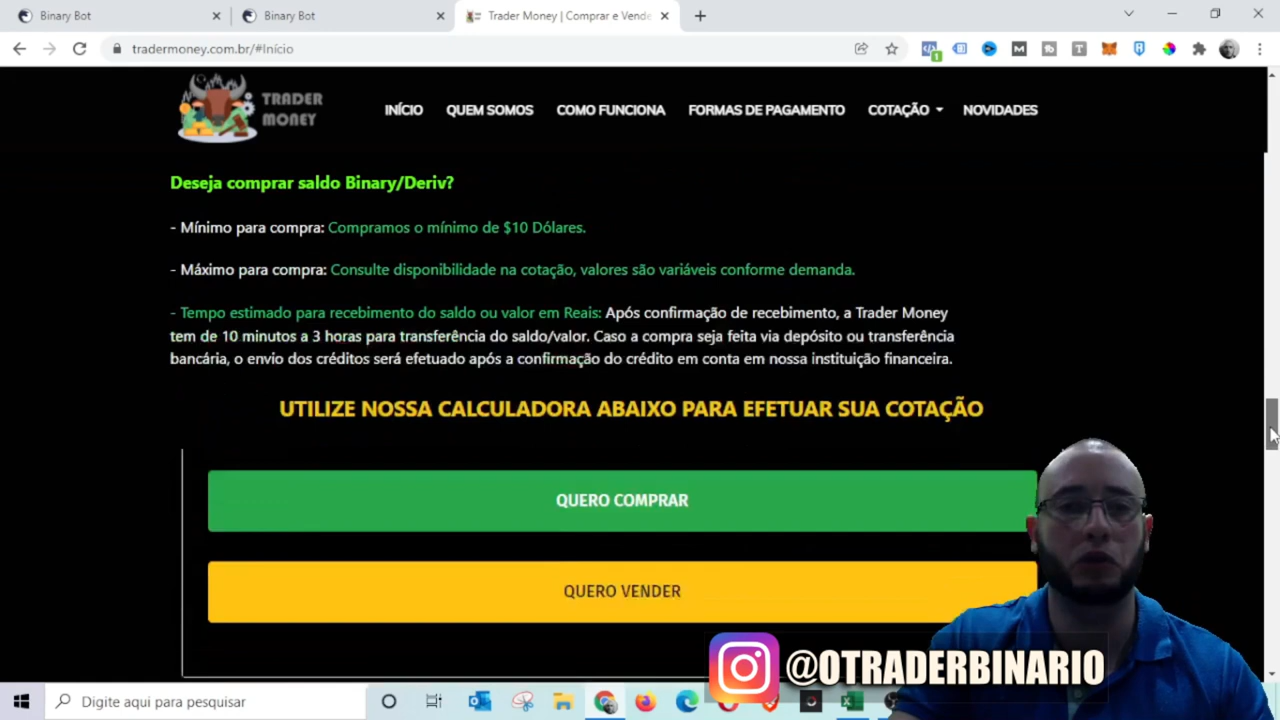 Binary Bot
Binary Bot
Trader Money | Comprar e Vende
tradermoney.com.br/#Início
TRADER
MONEY
INÍCIO
QUEM SOMOS
COMO FUNCIONA
FORMAS DE PAGAMENTO
COTAÇÃO
NOVIDADES
Deseja comprar saldo Binary/Deriv?
- Mínimo para compra: Compramos o mínimo de $10 Dólares.
- Máximo para compra: Consulte disponibilidade na cotação, valores são variáveis conforme demanda.
- Tempo estimado para recebimento do saldo ou valor em Reais: Após confirmação de recebimento, a Trader Money
tem de 10 minutos a 3 horas para transferência do saldo/valor. Caso a compra seja feita via depósito ou transferência
bancária, o envio dos créditos será efetuado após a confirmação do crédito em conta em nossa instituição financeira.
UTILIZE NOSSA CALCULADORA ABAIXO PARA EFETUAR SUA COTAÇÃO
QUERO COMPRAR
QUERO VENDER
@OTRADERBINARIO
Digite aqui para pesquisar